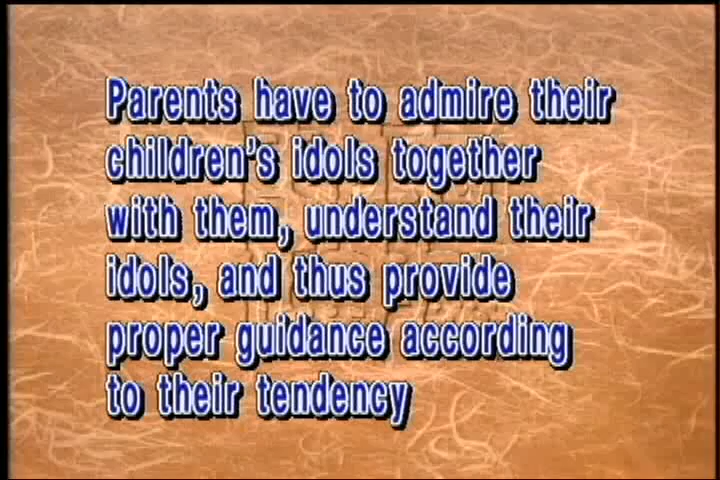 Parents have to admire their
children's idols together
with them, understand their
idols, and thus provide
proper guidance according
to their tendency